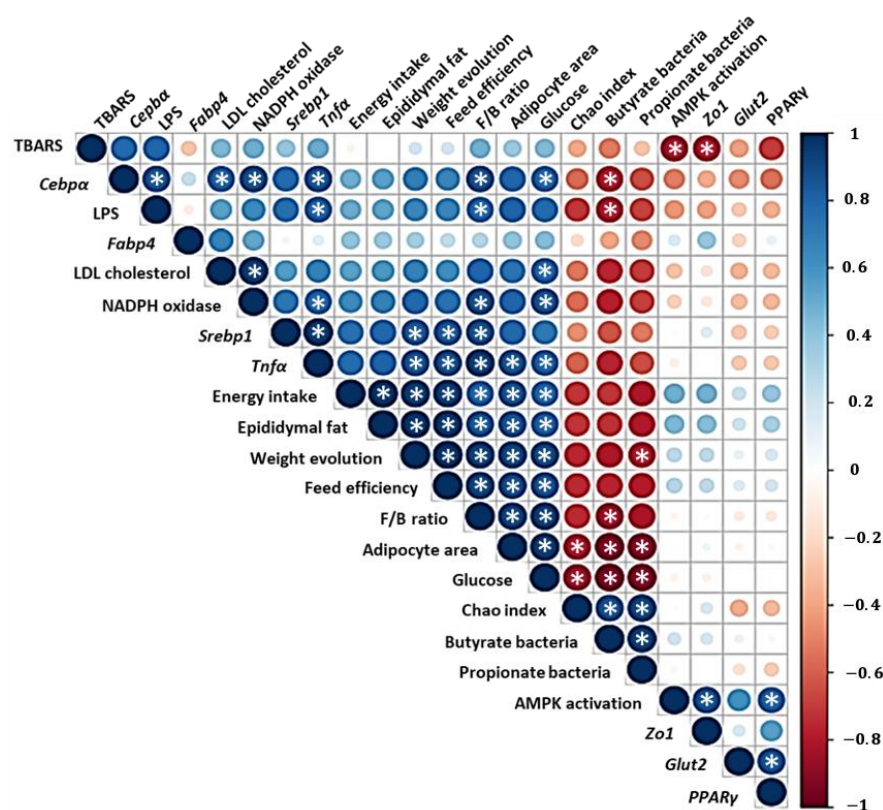 TBARS
Cepbα
LPS
Fabp4
LDL cholesterol
NADPH oxidase
Srebp1
Tnfα
Energy intake
Epididymal fat
Weight evolution
Feed efficiency
F/B ratio
Adipocyte area
Glucose
Chao index
Butyrate bacteria
Propionate bacteria
AMPK activation
Zo1
Glut2
PPARγ
TBARS
Cebpα
LPS
Fabp4
LDL cholesterol
NADPH oxidase
Srebp1
Tnfα
Energy intake
Epididymal fat
Weight evolution
Feed efficiency
F/B ratio
Adipocyte area
Glucose
Chao index
Butyrate bacteria
Propionate bacteria
AMPK activation
Zo1
Glut2
PPARγ
1
0.8
0.6
0.4
0.2
0
−0.2
−0.4
−0.6
−0.8
−1